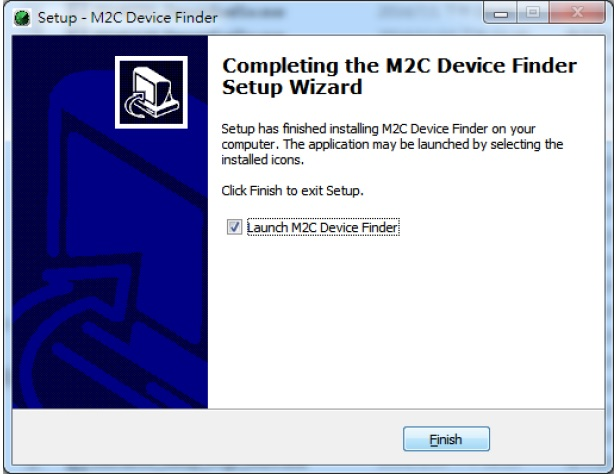 Setup - M2C Device Finder
Completing the M2C Device Finder
Setup Wizard
Setup has finished installing M2C Device Finder on your
computer. The application may be launched by selecting the
installed icons.
Click Finish to exit Setup.
Launch M2C Device Finder
Finish